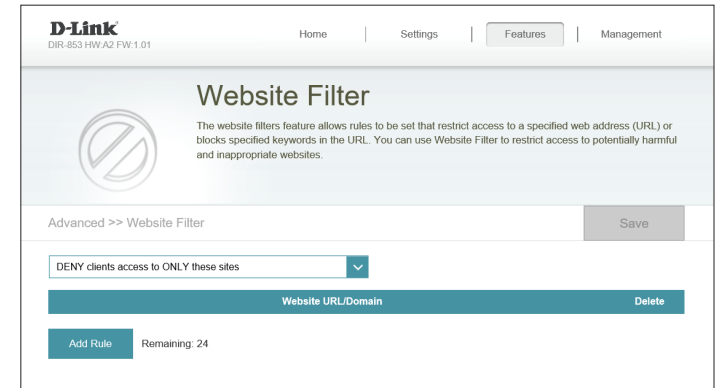 D-Link
DIR-853 HW:A2 FW:1.01
Home
Settings
Features
Management
Website Filter
The website filters feature allows rules to be set that restrict access to a specified web address (URL) or
blocks specified keywords in the URL. You can use Website Filter to restrict access to potentially harmful
and inappropriate websites.
Advanced >> Website Filter
Save
DENY clients access to ONLY these sites
Website URL/Domain
Delete
Add Rule
Remaining: 24